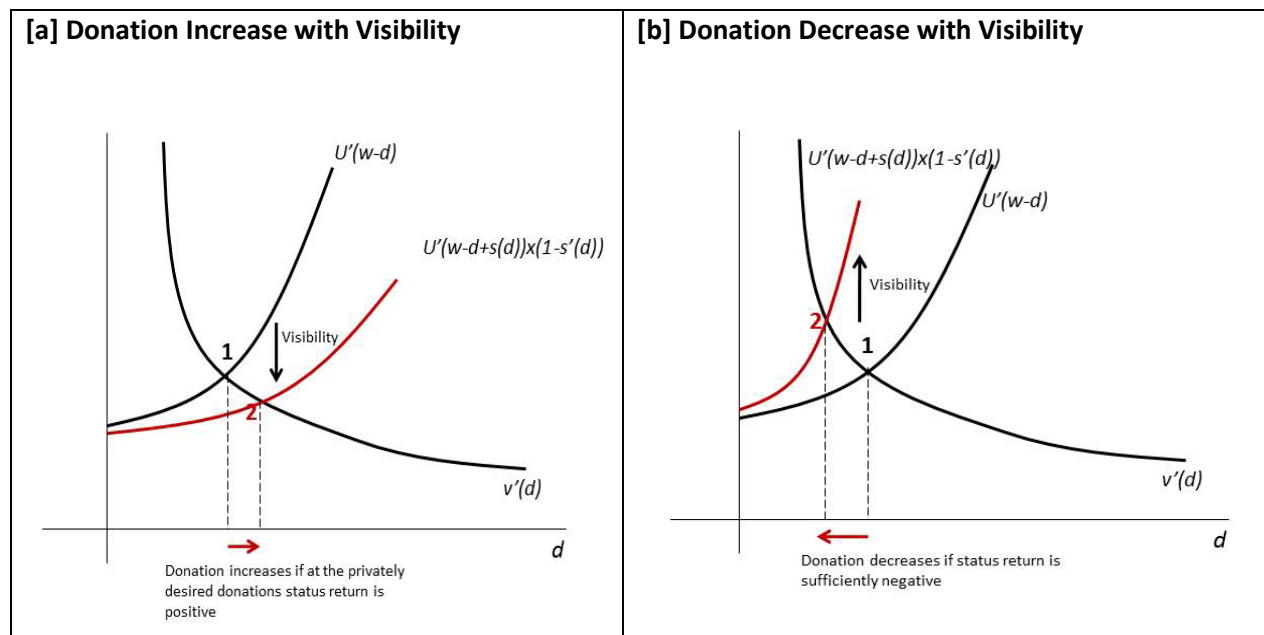 [a] Donation Increase with Visibility
U'(w-d)
U'(w-d+s(d))x(1-s'(d))
Visibility
1
2
v'(d)
d
Donation increases if at the privately
desired donations status return is
positive
[b] Donation Decrease with Visibility
U'(w-d+s(d))x(1-s'(d))
U'(w-d)
Visibility
2
1
v'(d)
d
Donation decreases if status return is
sufficiently negative